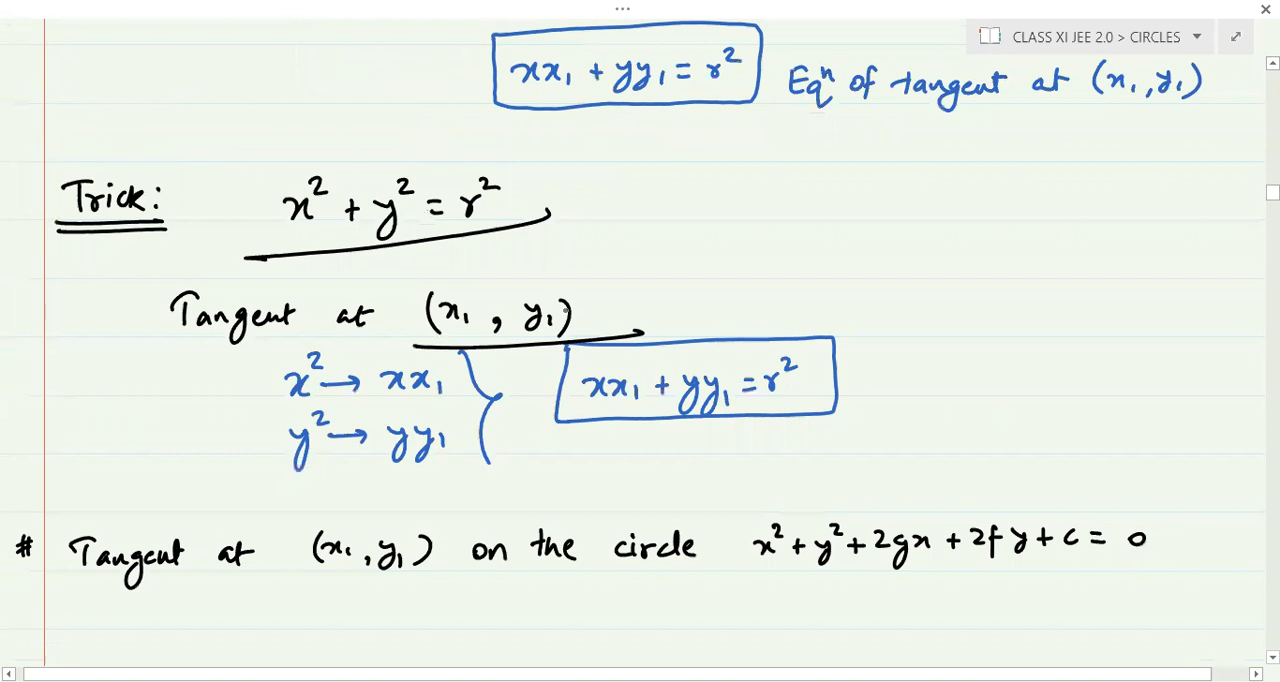 CLASS XI JEE 2.0 > CIRCLES
xx₁ + yy₁ = r² Eqⁿ of tangent at (x₁, y₁)
Trick: x² + y² = r²
Tangent at (x₁, y₁)
x² → xx₁
xx₁ + yy₁ = r²
y² → yy₁
# Tangent at (x₁, y₁) on the circle x² + y² + 2gx + 2fy + c = 0